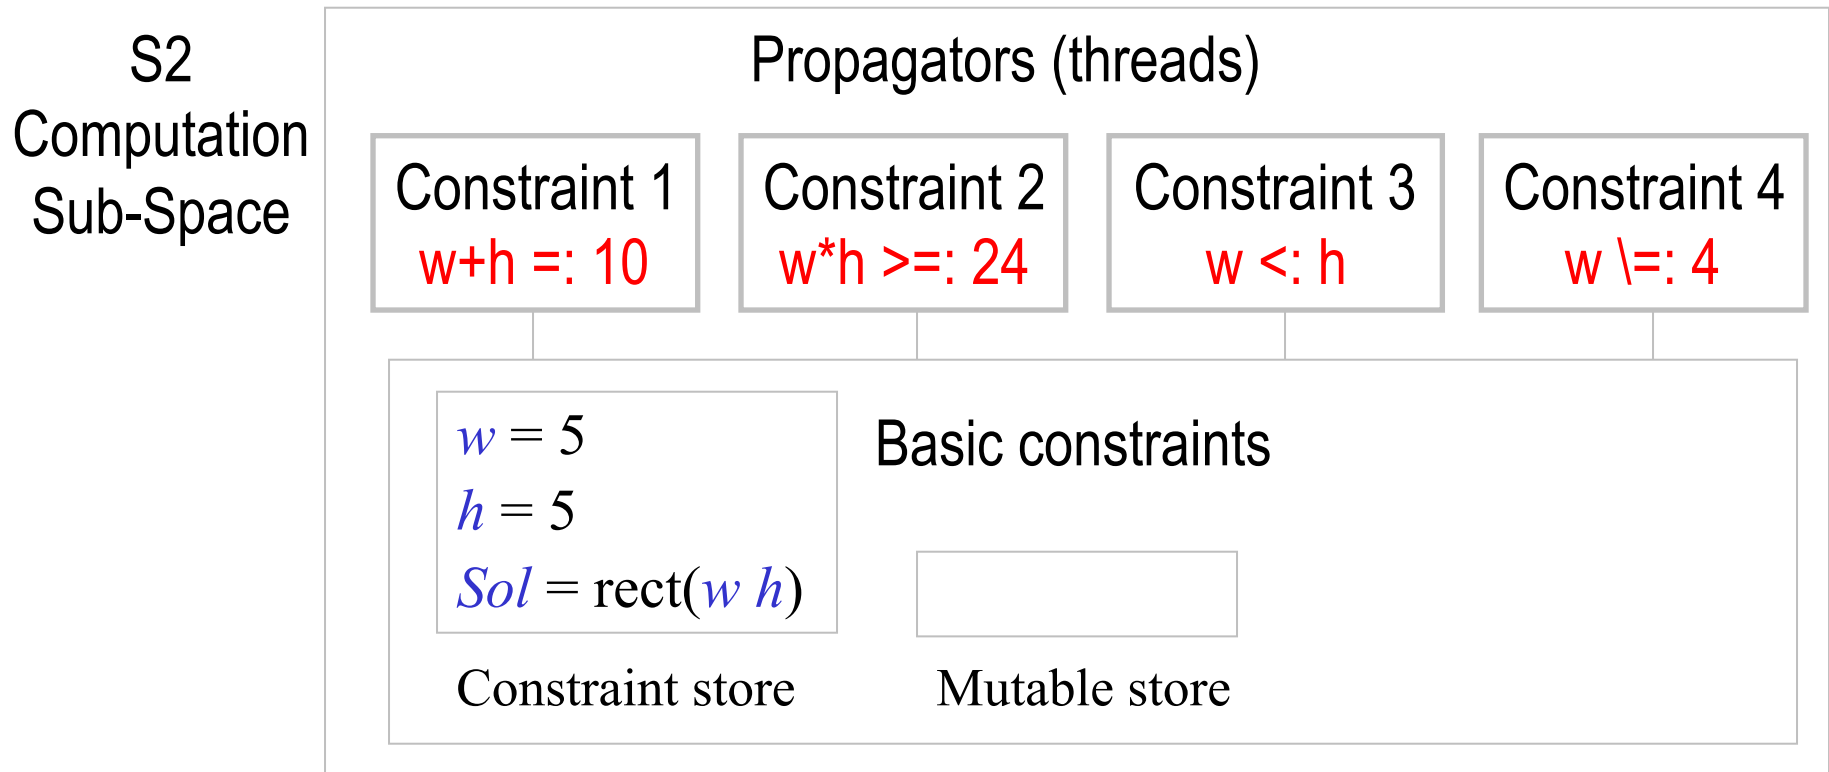 S2
Computation
Sub-Space
Propagators (threads)
Constraint 1
w+h =: 10
Constraint 2
w*h >=: 24
Constraint 3
w <: h
Constraint 4
w \=: 4
w = 5
h = 5
Sol = rect(w h)
Basic constraints
Constraint store
Mutable store